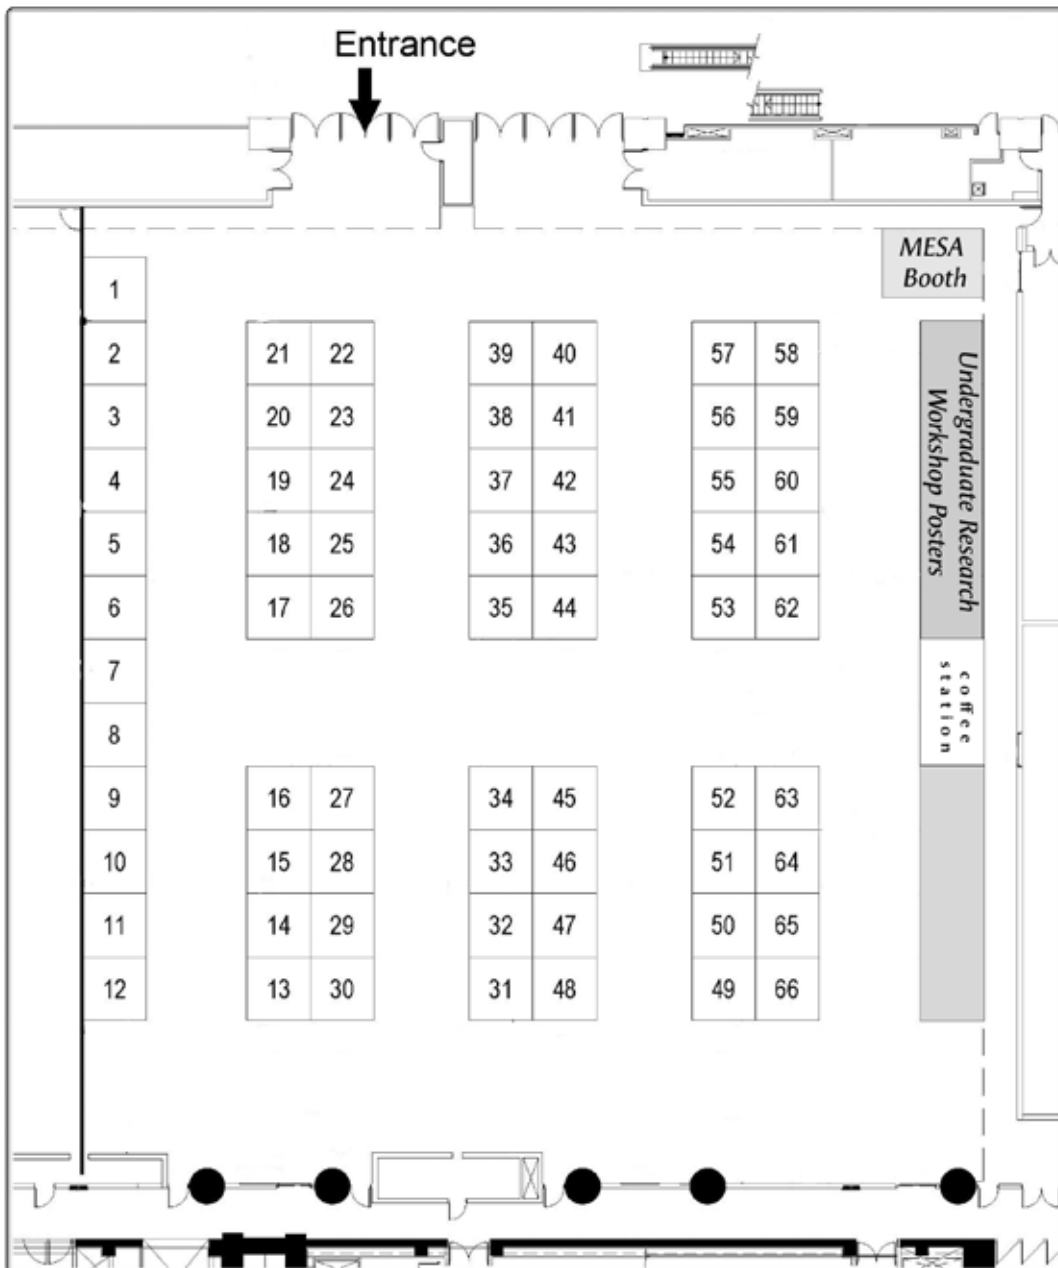 Entrance
MESA
Booth
1
2 21 22 39 40 57 58
3 20 23 38 41 56 59
4 19 24 37 42 55 60
5 18 25 36 43 54 61
6 17 26 35 44 53 62
Undergraduate Research
Workshop Posters
7
8
coffee
station
9 16 27 34 45 52 63
10 15 28 33 46 51 64
11 14 29 32 47 50 65
12 13 30 31 48 49 66